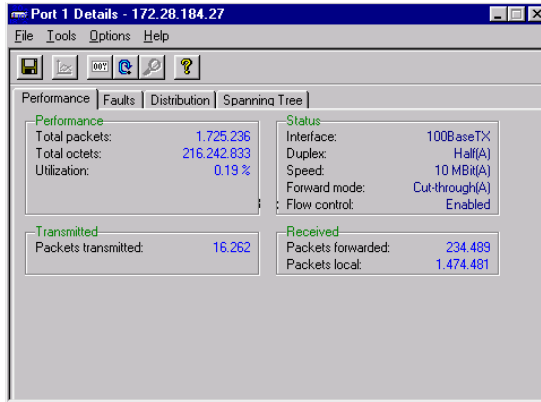 Port 1 Details - 172.28.184.27
File Tools Options Help
Performance Faults Distribution Spanning Tree
Performance
Total packets: 1.725.236
Total octets: 216.242.833
Utilization: 0.19 %
Status
Interface: 100BaseTX
Duplex: Half(A)
Speed: 10 MBit(A)
Forward mode: Cut-through(A)
Flow control: Enabled
Transmitted
Packets transmitted: 16.262
Received
Packets forwarded: 234.489
Packets local: 1.474.481